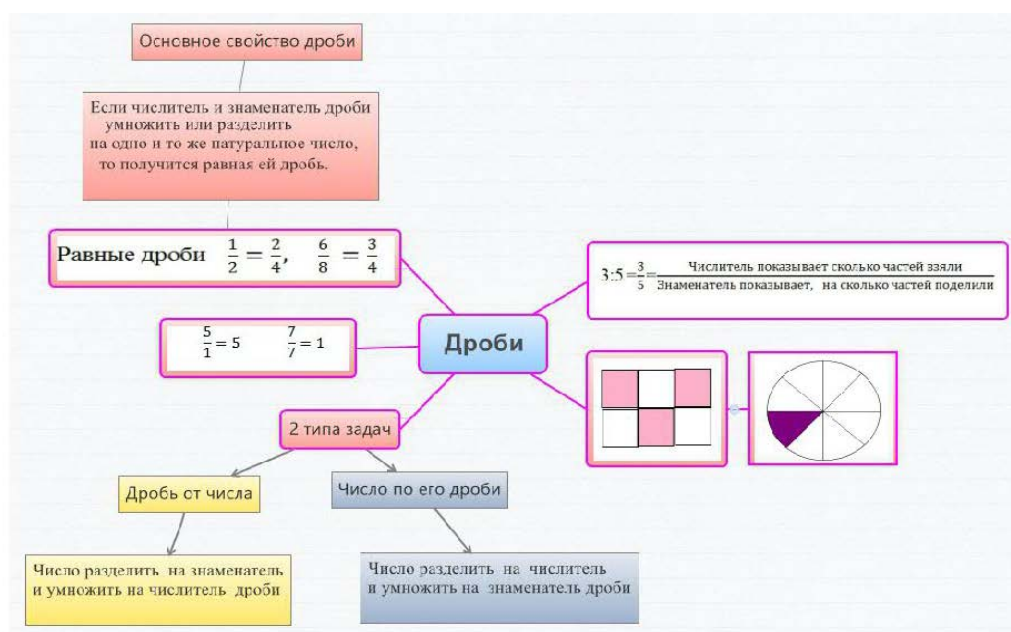 Основное свойство дроби
Если числитель и знаменатель дроби
умножить или разделить
на одно и то же натуральное число,
то получится равная ей дробь.
Равные дроби 1/2 = 2/4, 6/8 = 3/4
3:5 = 3/5 = Числитель показывает сколько частей взяли
Знаменатель показывает, на сколько частей поделили
5/1 = 5 7/7 = 1
Дроби
2 типа задач
Дробь от числа
Число по его дроби
Число разделить на знаменатель
и умножить на числитель дроби
Число разделить на числитель
и умножить на знаменатель дроби